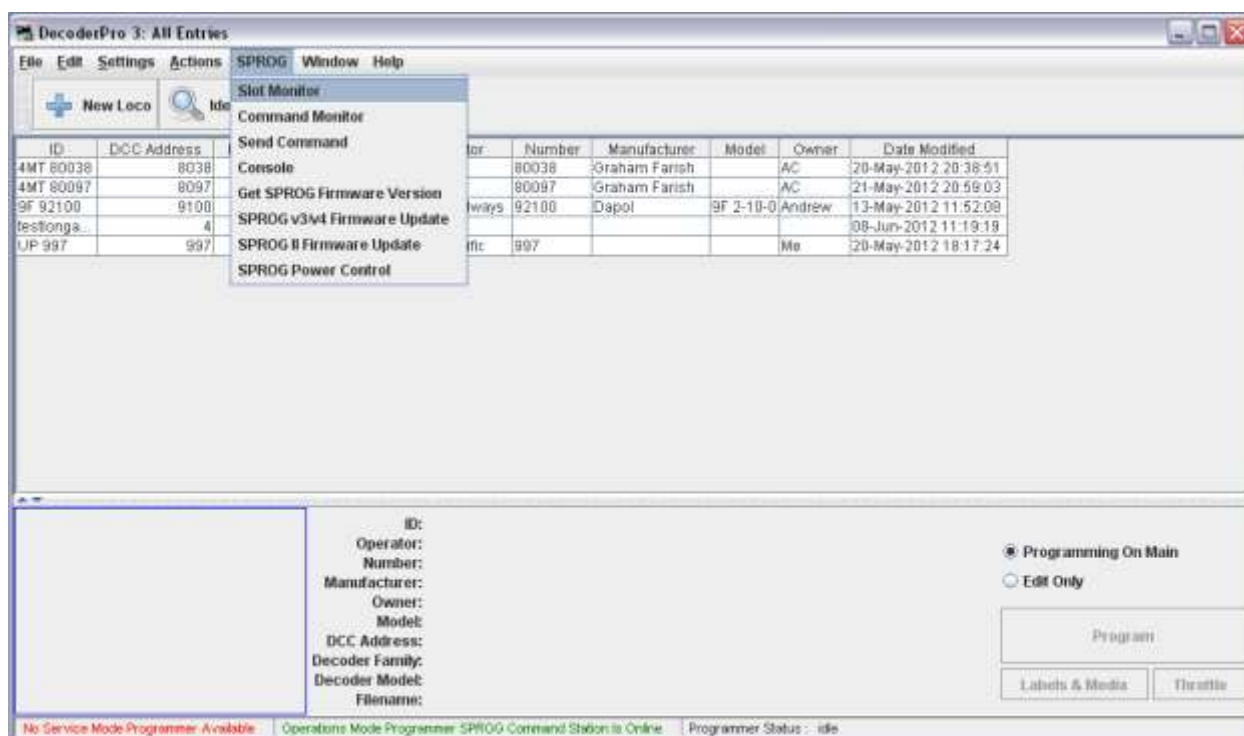 DecoderPro 3: All Entries
File Edit Settings Actions SPROG Window Help
New Loco Ide
Slot Monitor
Command Monitor
Send Command
Console
Get SPROG Firmware Version
SPROG v3/v4 Firmware Update
SPROG II Firmware Update
SPROG Power Control
ID DCC Address tor Number Manufacturer Model Owner Date Modified
4MT 80038 8038 80038 Graham Farish AC 20-May-2012 20:38:51
4MT 80097 8097 80097 Graham Farish AC 21-May-2012 20:59:03
9F 92100 9100 lways 92100 Dapol 9F 2-10-0 Andrew 13-May-2012 11:52:08
testlonga... 4 08-Jun-2012 11:19:19
UP 997 997 ific 997 Me 20-May-2012 18:17:24
ID:
Operator:
Number:
Manufacturer:
Owner:
Model:
DCC Address:
Decoder Family:
Decoder Model:
Filename:
Programming On Main
Edit Only
Program
Labels & Media Throttle
No Service Mode Programmer Available Operations Mode Programmer SPROG Command Station is Online Programmer Status : idle